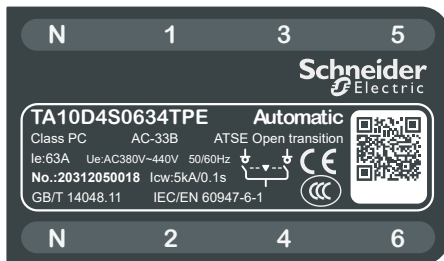 N 1 3 5
Schneider
Electric
TA10D4S0634TPE Automatic
Class PC AC-33B ATSE Open transition
Ie:63A Ue:AC380V~440V 50/60Hz
No.:20312050018 Icw:5kA/0.1s
GB/T 14048.11 IEC/EN 60947-6-1
CE
CCC
N 2 4 6